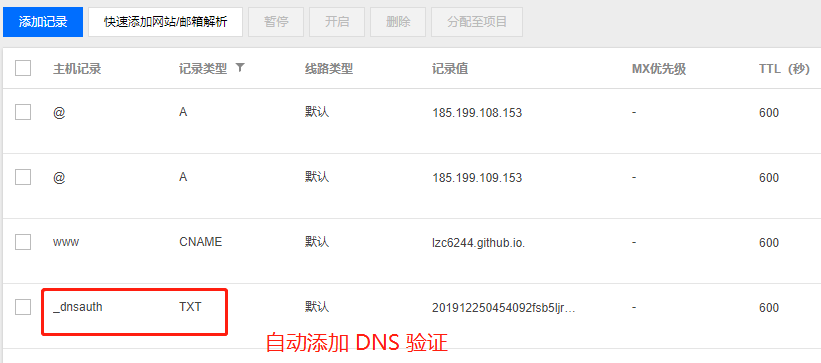 添加记录 快速添加网站/邮箱解析 暂停 开启 删除 分配至项目
主机记录 记录类型 线路类型 记录值 MX优先级 TTL（秒）
@ A 默认 185.199.108.153 - 600
@ A 默认 185.199.109.153 - 600
www CNAME 默认 lzc6244.github.io. - 600
_dnsauth TXT 默认 201912250454092fsb5ljr… - 600
自动添加 DNS 验证